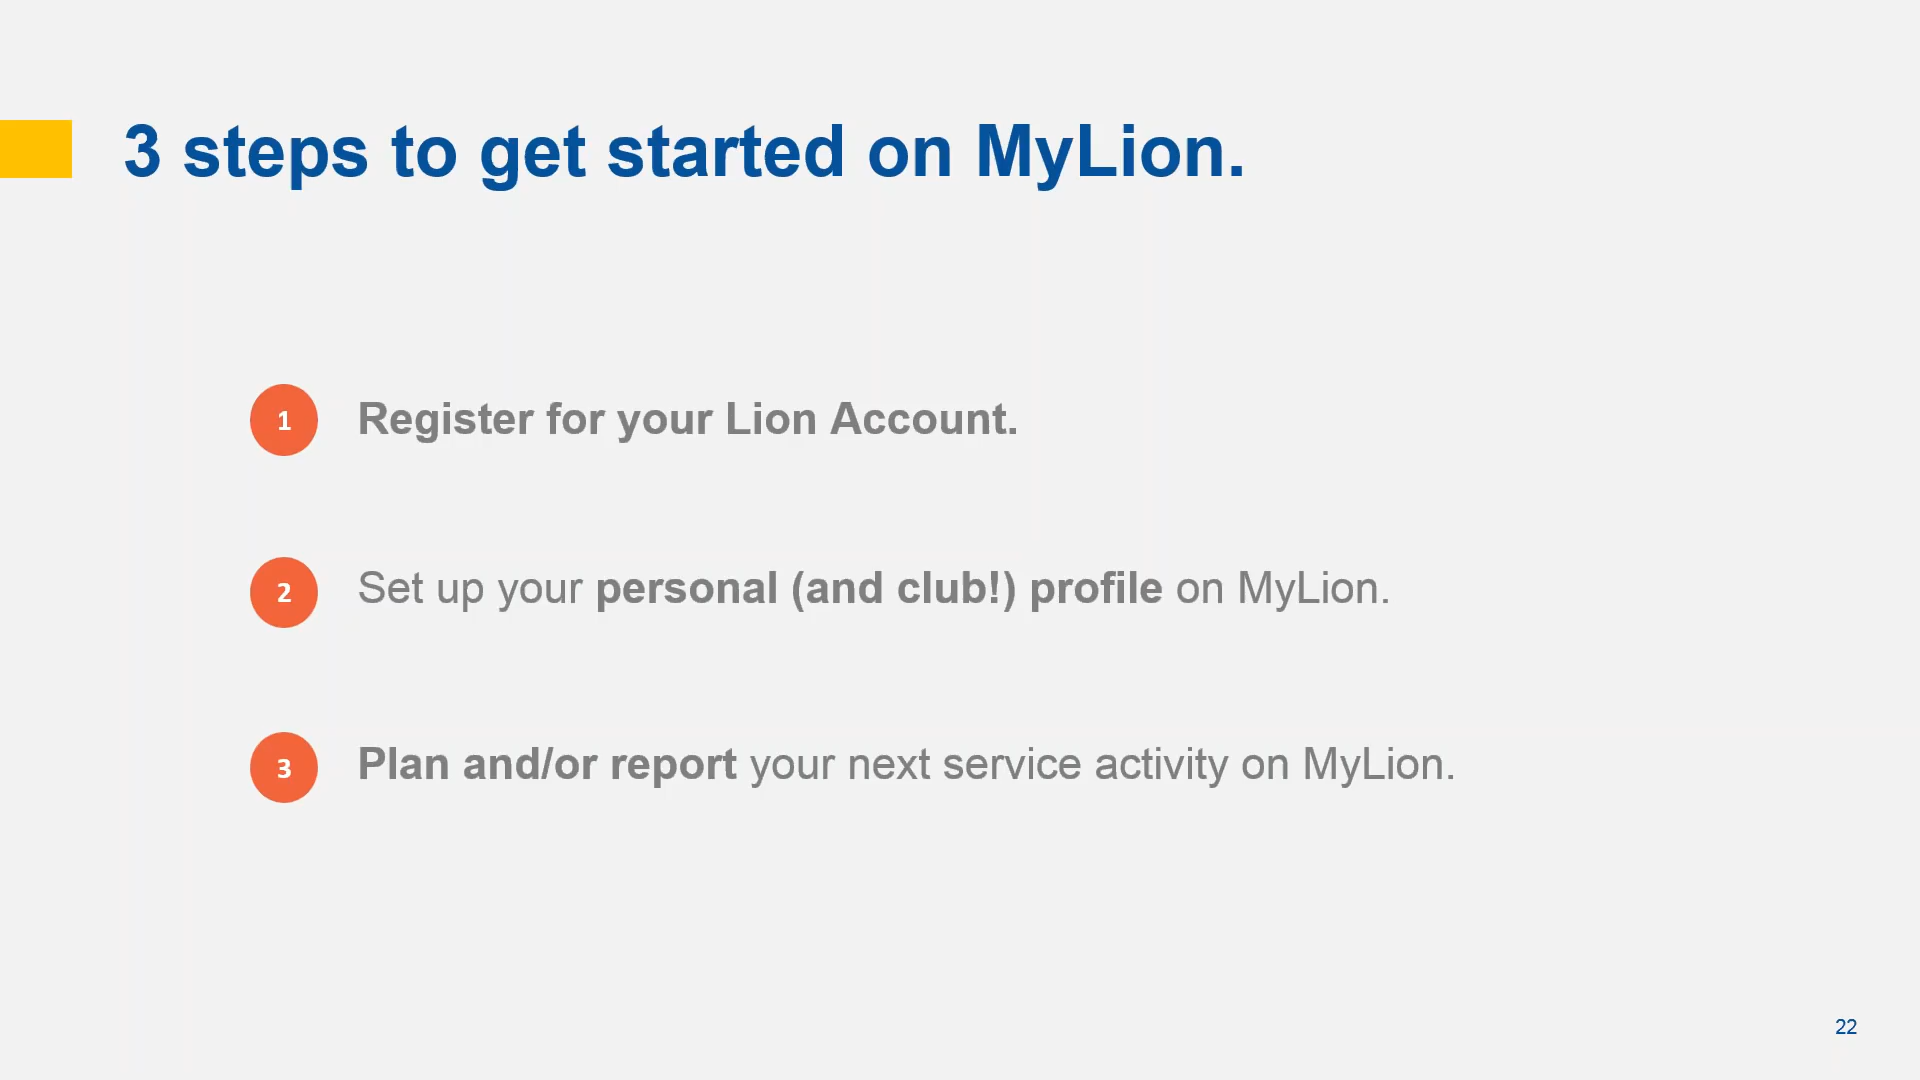 3 steps to get started on MyLion.
1 Register for your Lion Account.
2 Set up your personal (and club!) profile on MyLion.
3 Plan and/or report your next service activity on MyLion.
22